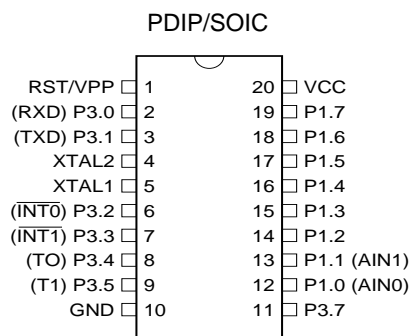 PDIP/SOIC
RST/VPP 1 20 VCC
(RXD) P3.0 2 19 P1.7
(TXD) P3.1 3 18 P1.6
XTAL2 4 17 P1.5
XTAL1 5 16 P1.4
(INT0) P3.2 6 15 P1.3
(INT1) P3.3 7 14 P1.2
(TO) P3.4 8 13 P1.1 (AIN1)
(T1) P3.5 9 12 P1.0 (AIN0)
GND 10 11 P3.7